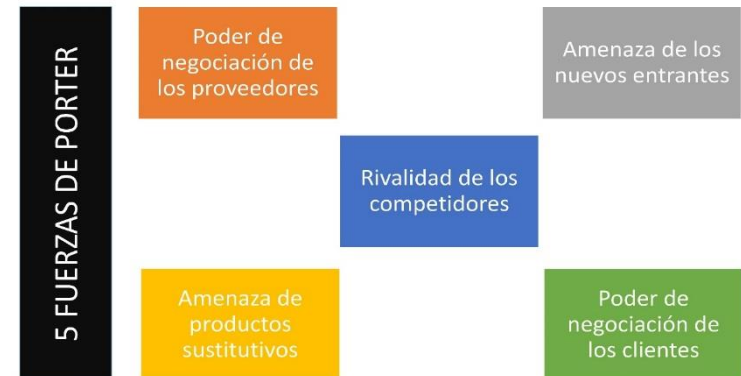 5 FUERZAS DE PORTER
Poder de
negociación de
los proveedores
Amenaza de los
nuevos entrantes
Rivalidad de los
competidores
Amenaza de
productos
sustitutivos
Poder de
negociación de
los clientes